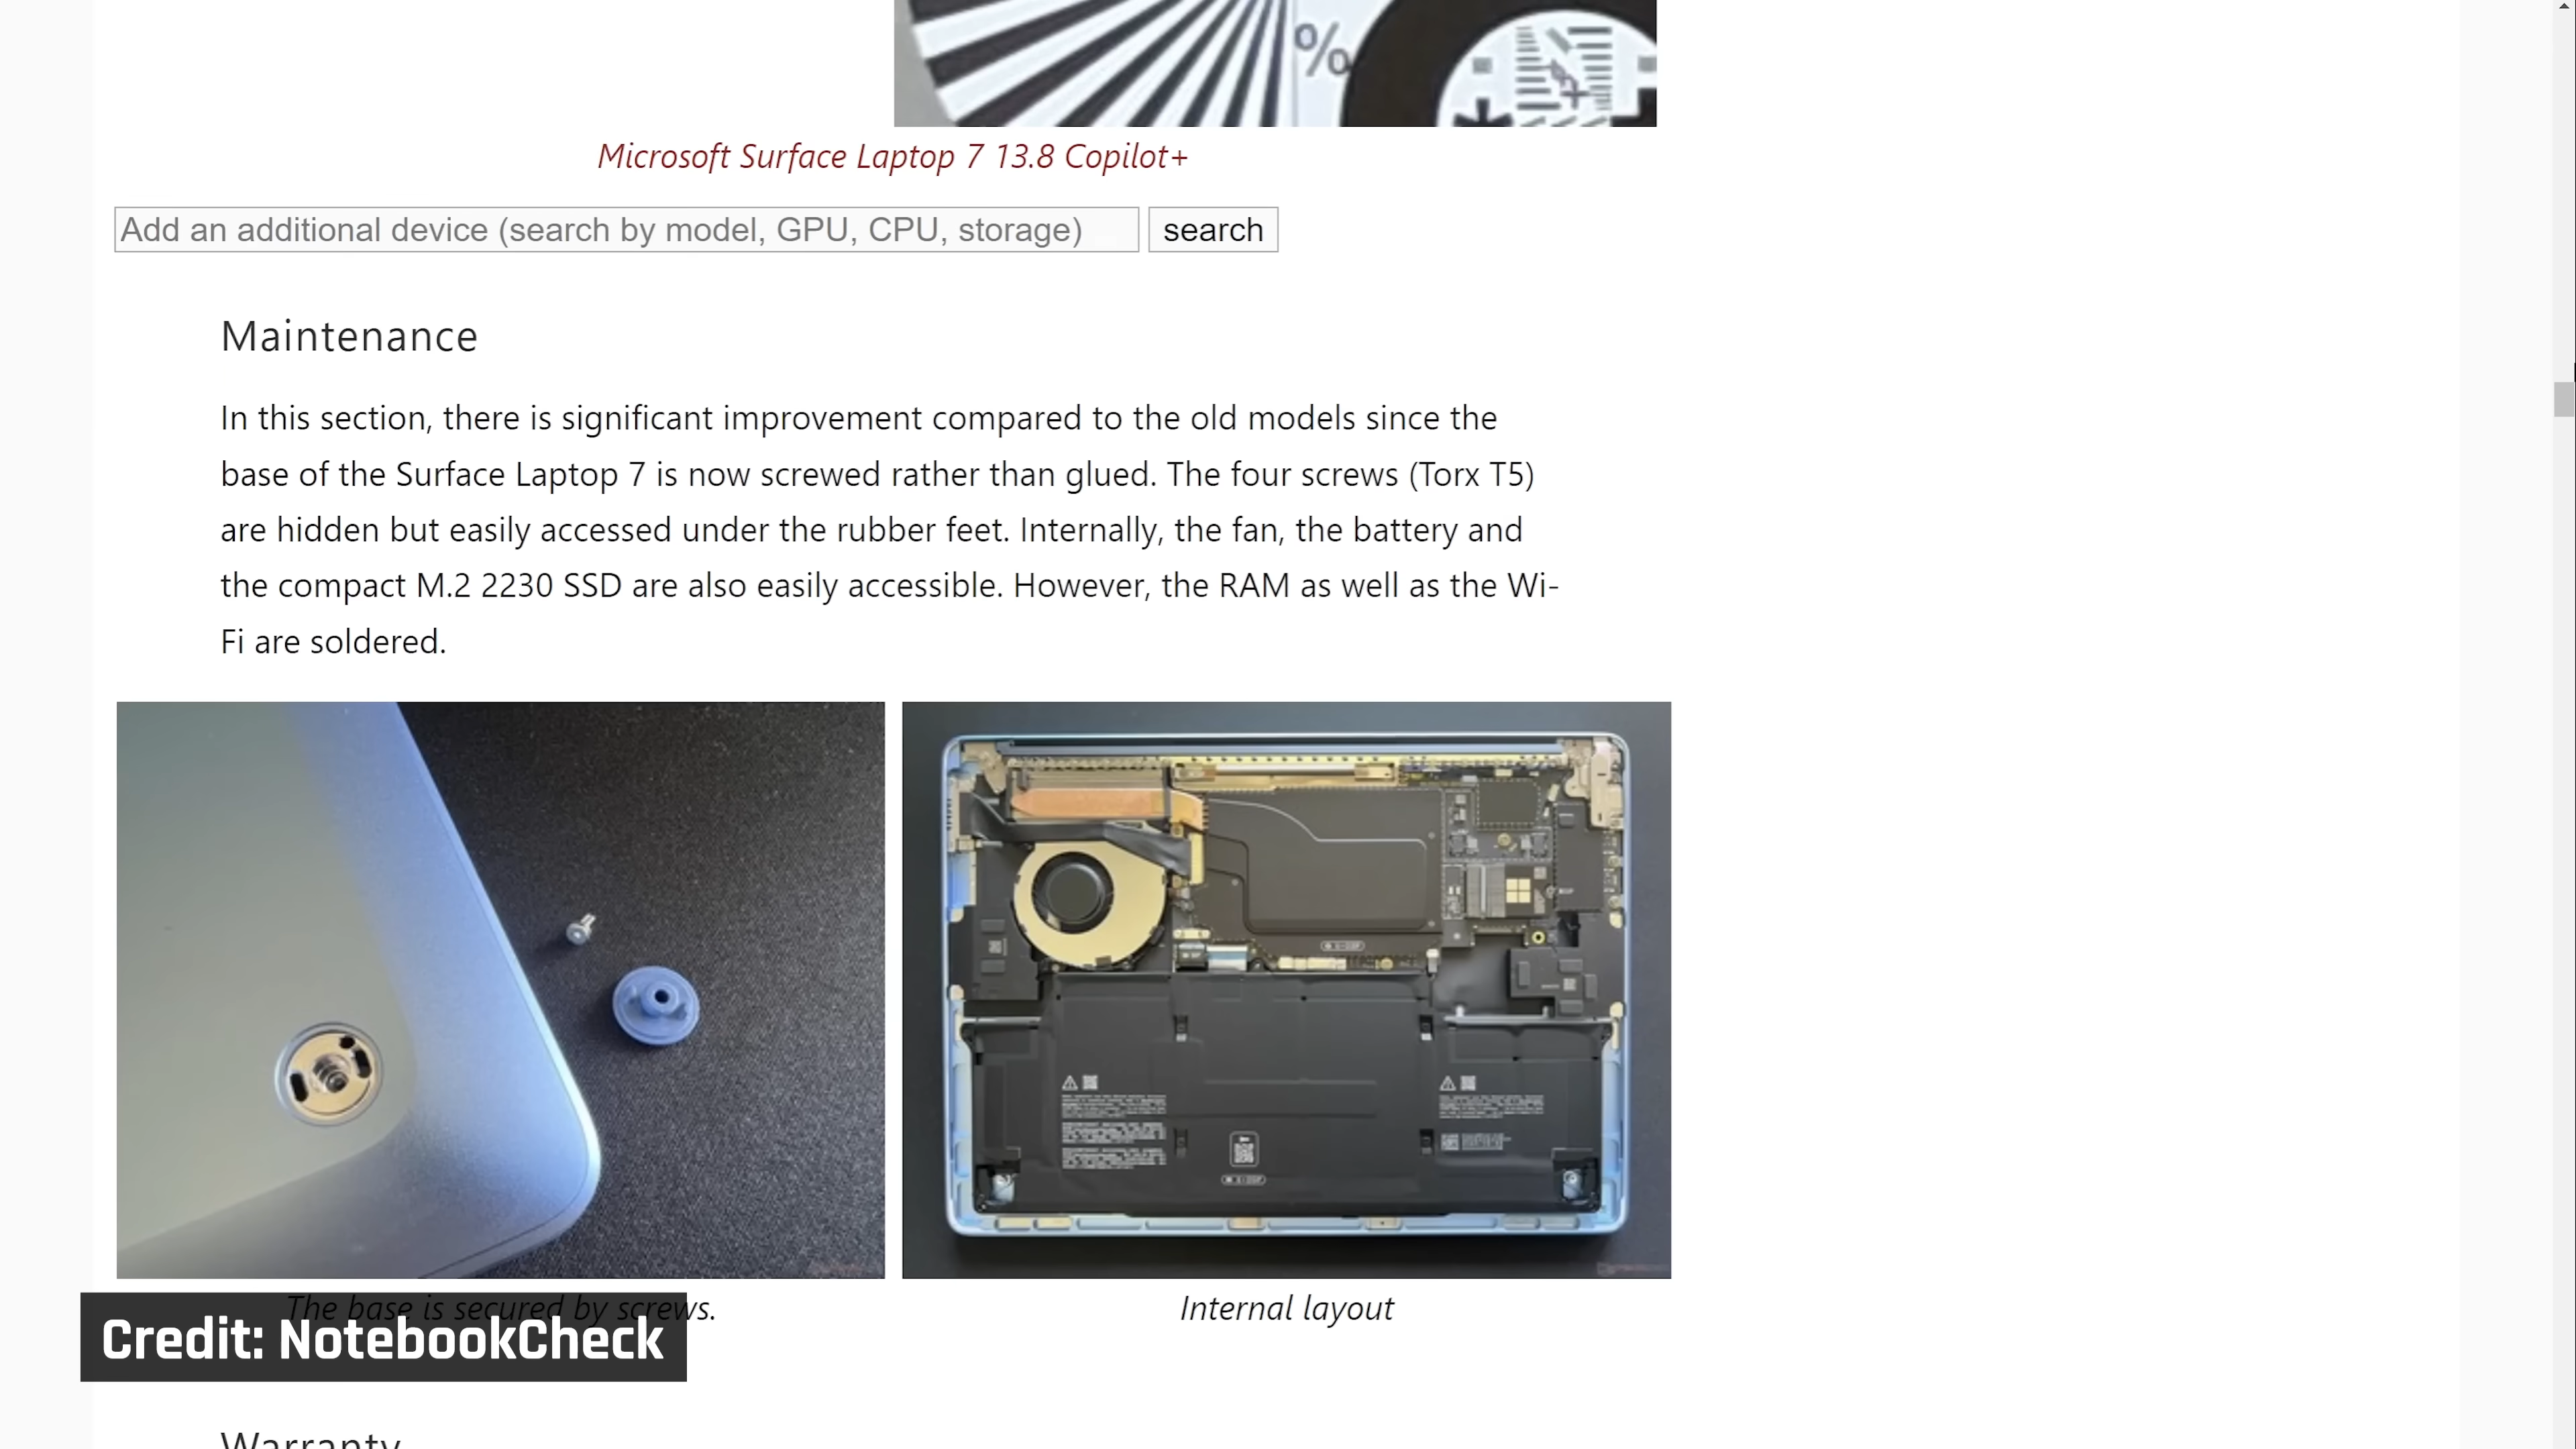 %
Microsoft Surface Laptop 7 13.8 Copilot+
Add an additional device (search by model, GPU, CPU, storage)
search
Maintenance
In this section, there is significant improvement compared to the old models since the
base of the Surface Laptop 7 is now screwed rather than glued. The four screws (Torx T5)
are hidden but easily accessed under the rubber feet. Internally, the fan, the battery and
the compact M.2 2230 SSD are also easily accessible. However, the RAM as well as the Wi-
Fi are soldered.
The base is secured by screws.
Internal layout
Credit: NotebookCheck
Warranty